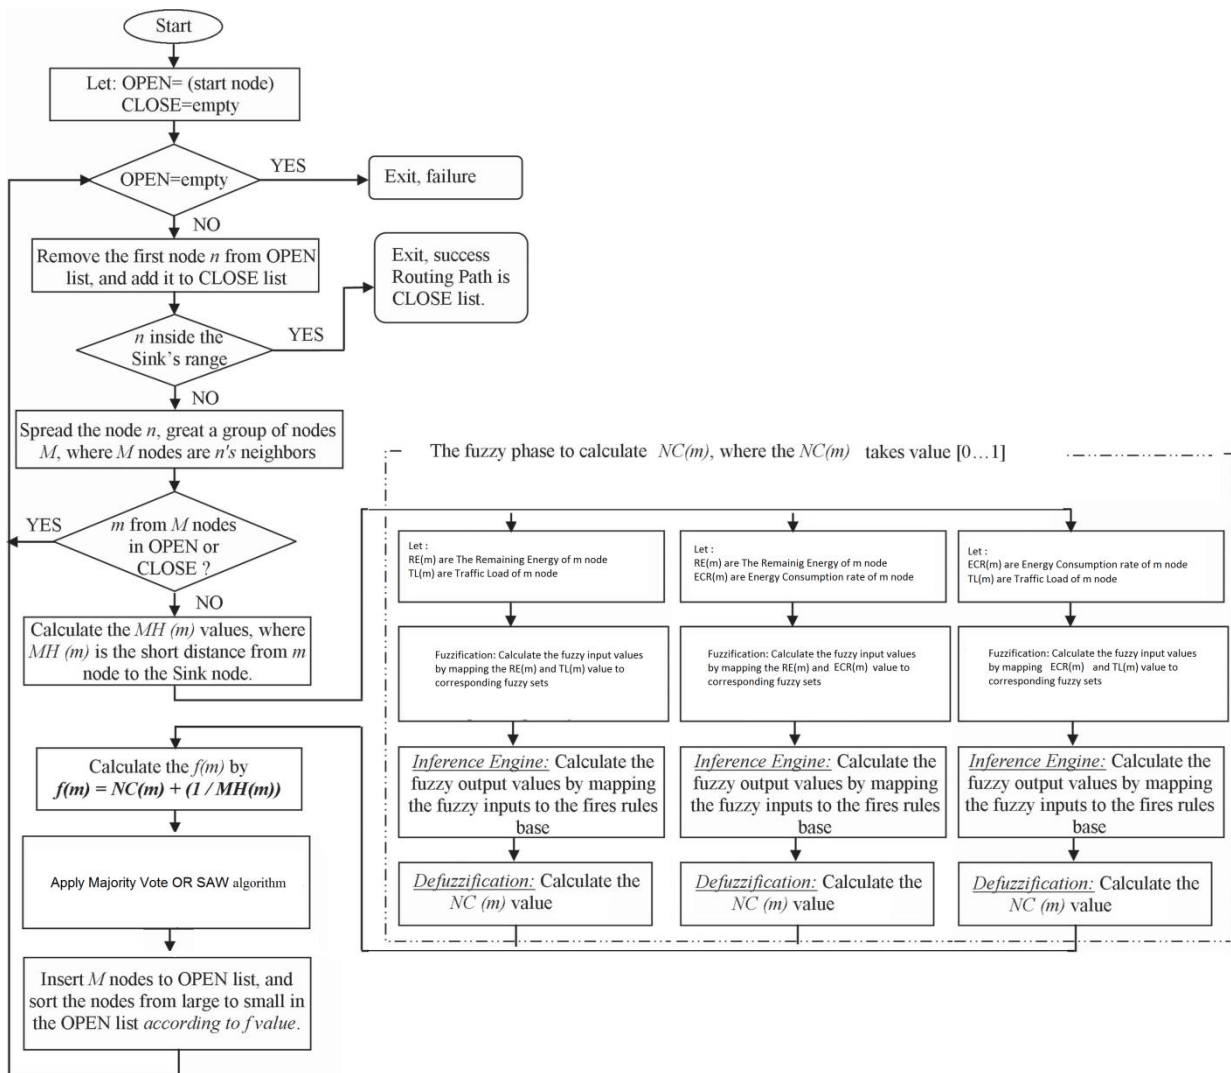 Start
Let: OPEN= (start node)
CLOSE=empty
OPEN=empty
YES
Exit, failure
NO
Remove the first node n from OPEN
list, and add it to CLOSE list
Exit, success
Routing Path is
CLOSE list.
n inside the
Sink's range
YES
NO
Spread the node n, great a group of nodes
M, where M nodes are n's neighbors
YES
m from M nodes
in OPEN or
CLOSE ?
NO
Calculate the MH (m) values, where
MH (m) is the short distance from m
node to the Sink node.
The fuzzy phase to calculate NC(m), where the NC(m) takes value [0…1]
Let :
RE(m) are The Remaining Energy of m node
TL(m) are Traffic Load of m node
Let :
RE(m) are The Remainig Energy of m node
ECR(m) are Energy Consumption rate of m node
Let :
ECR(m) are Energy Consumption rate of m node
TL(m) are Traffic Load of m node
Fuzzification: Calculate the fuzzy input values
by mapping the RE(m) and TL(m) value to
corresponding fuzzy sets
Fuzzification: Calculate the fuzzy input values
by mapping the RE(m) and ECR(m) value to
corresponding fuzzy sets
Fuzzification: Calculate the fuzzy input values
by mapping ECR(m) and TL(m) value to
corresponding fuzzy sets
Inference Engine: Calculate the
fuzzy output values by mapping
the fuzzy inputs to the fires rules
base
Inference Engine: Calculate the
fuzzy output values by mapping
the fuzzy inputs to the fires rules
base
Inference Engine: Calculate the
fuzzy output values by mapping
the fuzzy inputs to the fires rules
base
Defuzzification: Calculate the
NC (m) value
Defuzzification: Calculate the
NC (m) value
Defuzzification: Calculate the
NC (m) value
Calculate the f(m) by
f(m) = NC(m) + (1 / MH(m))
Apply Majority Vote OR SAW algorithm
Insert M nodes to OPEN list, and
sort the nodes from large to small in
the OPEN list according to f value.